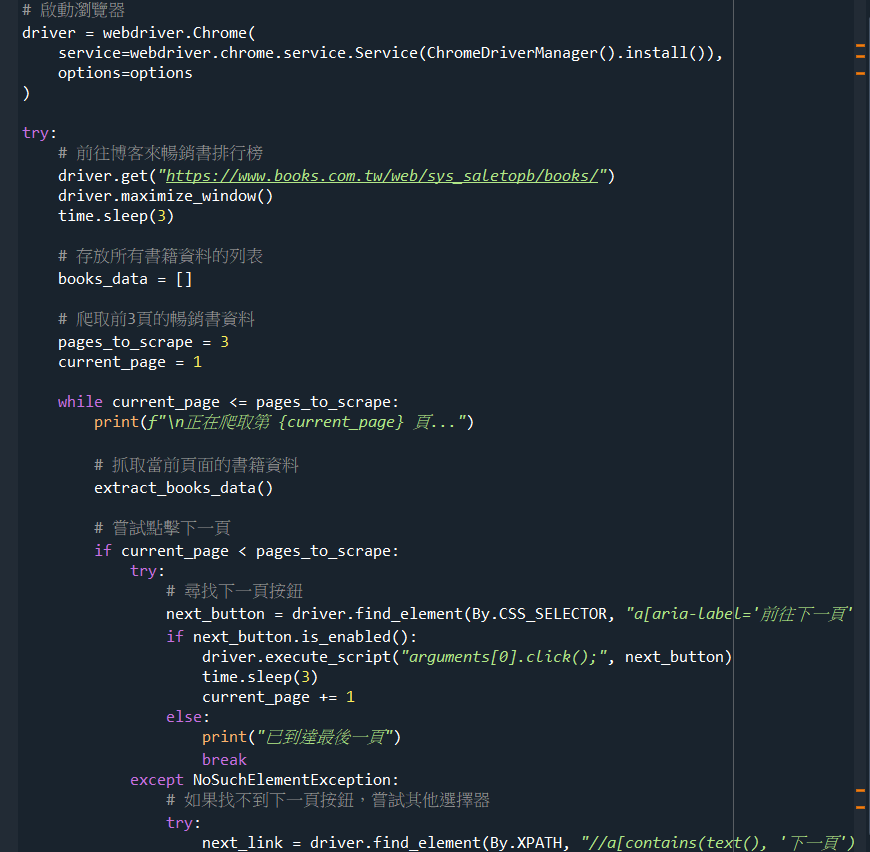 # 啟動瀏覽器
driver = webdriver.Chrome(
    service=webdriver.chrome.service.Service(ChromeDriverManager().install()),
    options=options
)
try:
    # 前往博客來暢銷書排行榜
    driver.get("https://www.books.com.tw/web/sys_saletopb/books/")
    driver.maximize_window()
    time.sleep(3)
    # 存放所有書籍資料的列表
    books_data = []
    # 爬取前3頁的暢銷書資料
    pages_to_scrape = 3
    current_page = 1
    while current_page <= pages_to_scrape:
        print(f"\n正在爬取第 {current_page} 頁...")
        # 抓取當前頁面的書籍資料
        extract_books_data()
        # 嘗試點擊下一頁
        if current_page < pages_to_scrape:
            try:
                # 尋找下一頁按鈕
                next_button = driver.find_element(By.CSS_SELECTOR, "a[aria-label='前往下一頁'
                if next_button.is_enabled():
                    driver.execute_script("arguments[0].click();", next_button)
                    time.sleep(3)
                    current_page += 1
                else:
                    print("已到達最後一頁")
                    break
            except NoSuchElementException:
                # 如果找不到下一頁按鈕，嘗試其他選擇器
                try:
                    next_link = driver.find_element(By.XPATH, "//a[contains(text(), '下一頁')